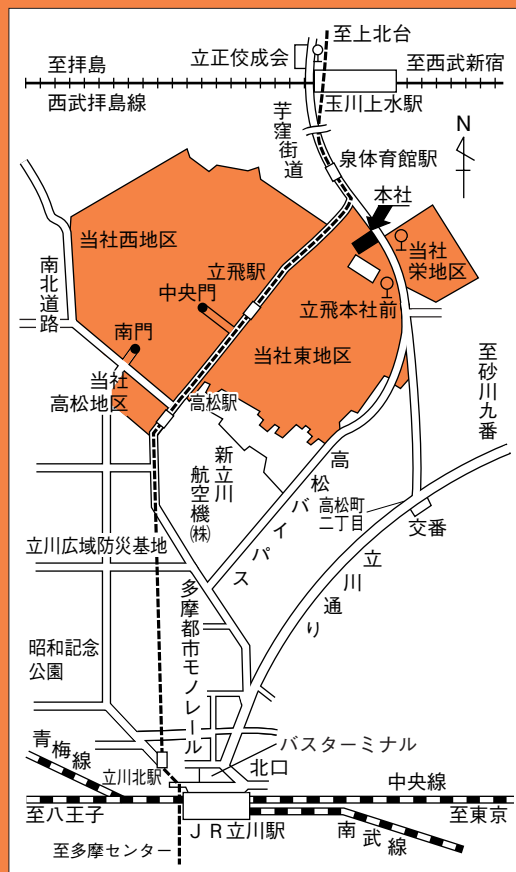 至上北台
立正佼成会
至拝島
至西武新宿
西武拝島線
玉川上水駅
芋窪街道
N
泉体育館駅
本社
当社西地区
当社
栄地区
立飛駅
中央門
立飛本社前
南北道路
南門
当社東地区
至砂川九番
当社
高松地区
高松駅
新立川
航空機
㈱
高松バイパス
高松町
二丁目
交番
立川広域防災基地
立川通り
多摩都市モノレール
昭和記念
公園
バスターミナル
青梅線
立川北駅
北口
中央線
至八王子
至東京
ＪＲ立川駅
南武線
至多摩センター